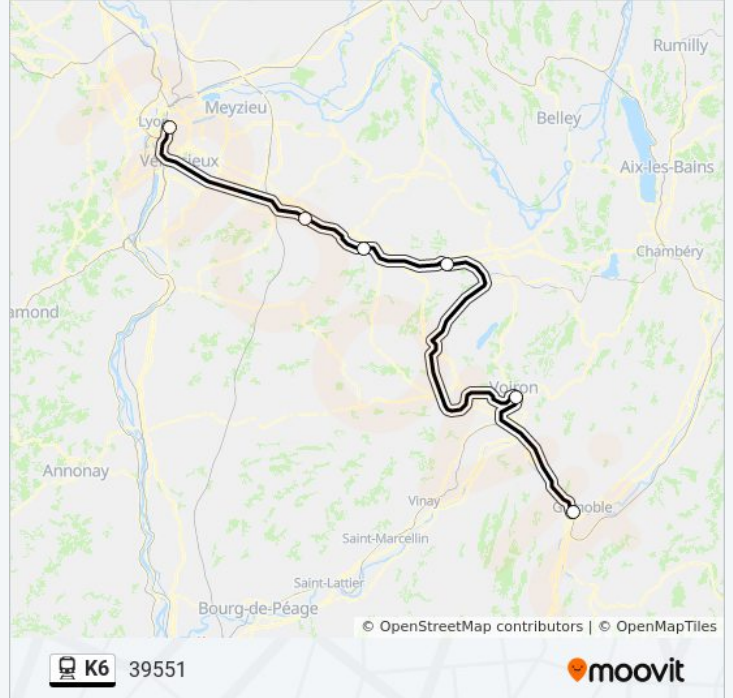 Rumilly
Meyzieu
Lyon
Belley
Vénissieux
Aix-les-Bains
Chambéry
amond
Voiron
Annonay
Vinay
Grenoble
Saint-Marcellin
Saint-Lattier
Bourg-de-Péage
© OpenStreetMap contributors | © OpenMapTiles
K6 39551
moovit